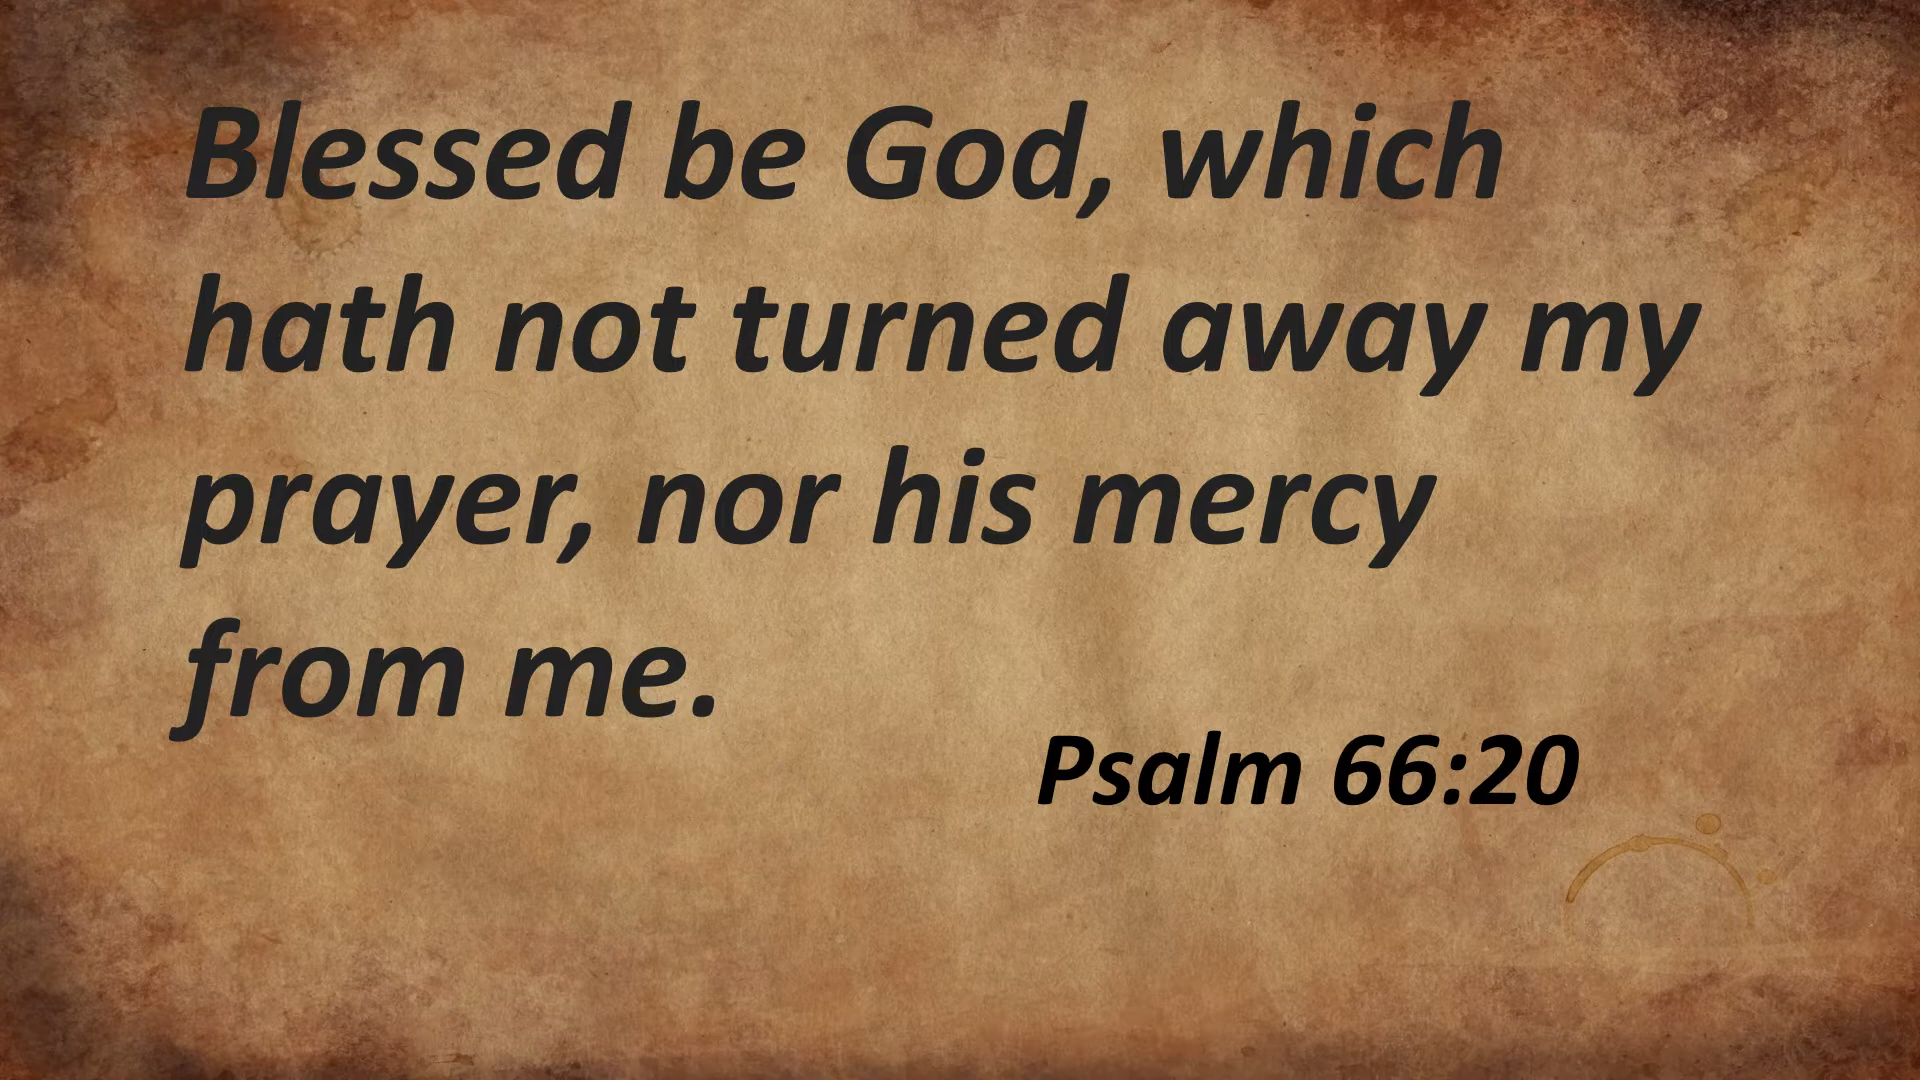 Blessed be God, which
hath not turned away my
prayer, nor his mercy
from me.
Psalm 66:20